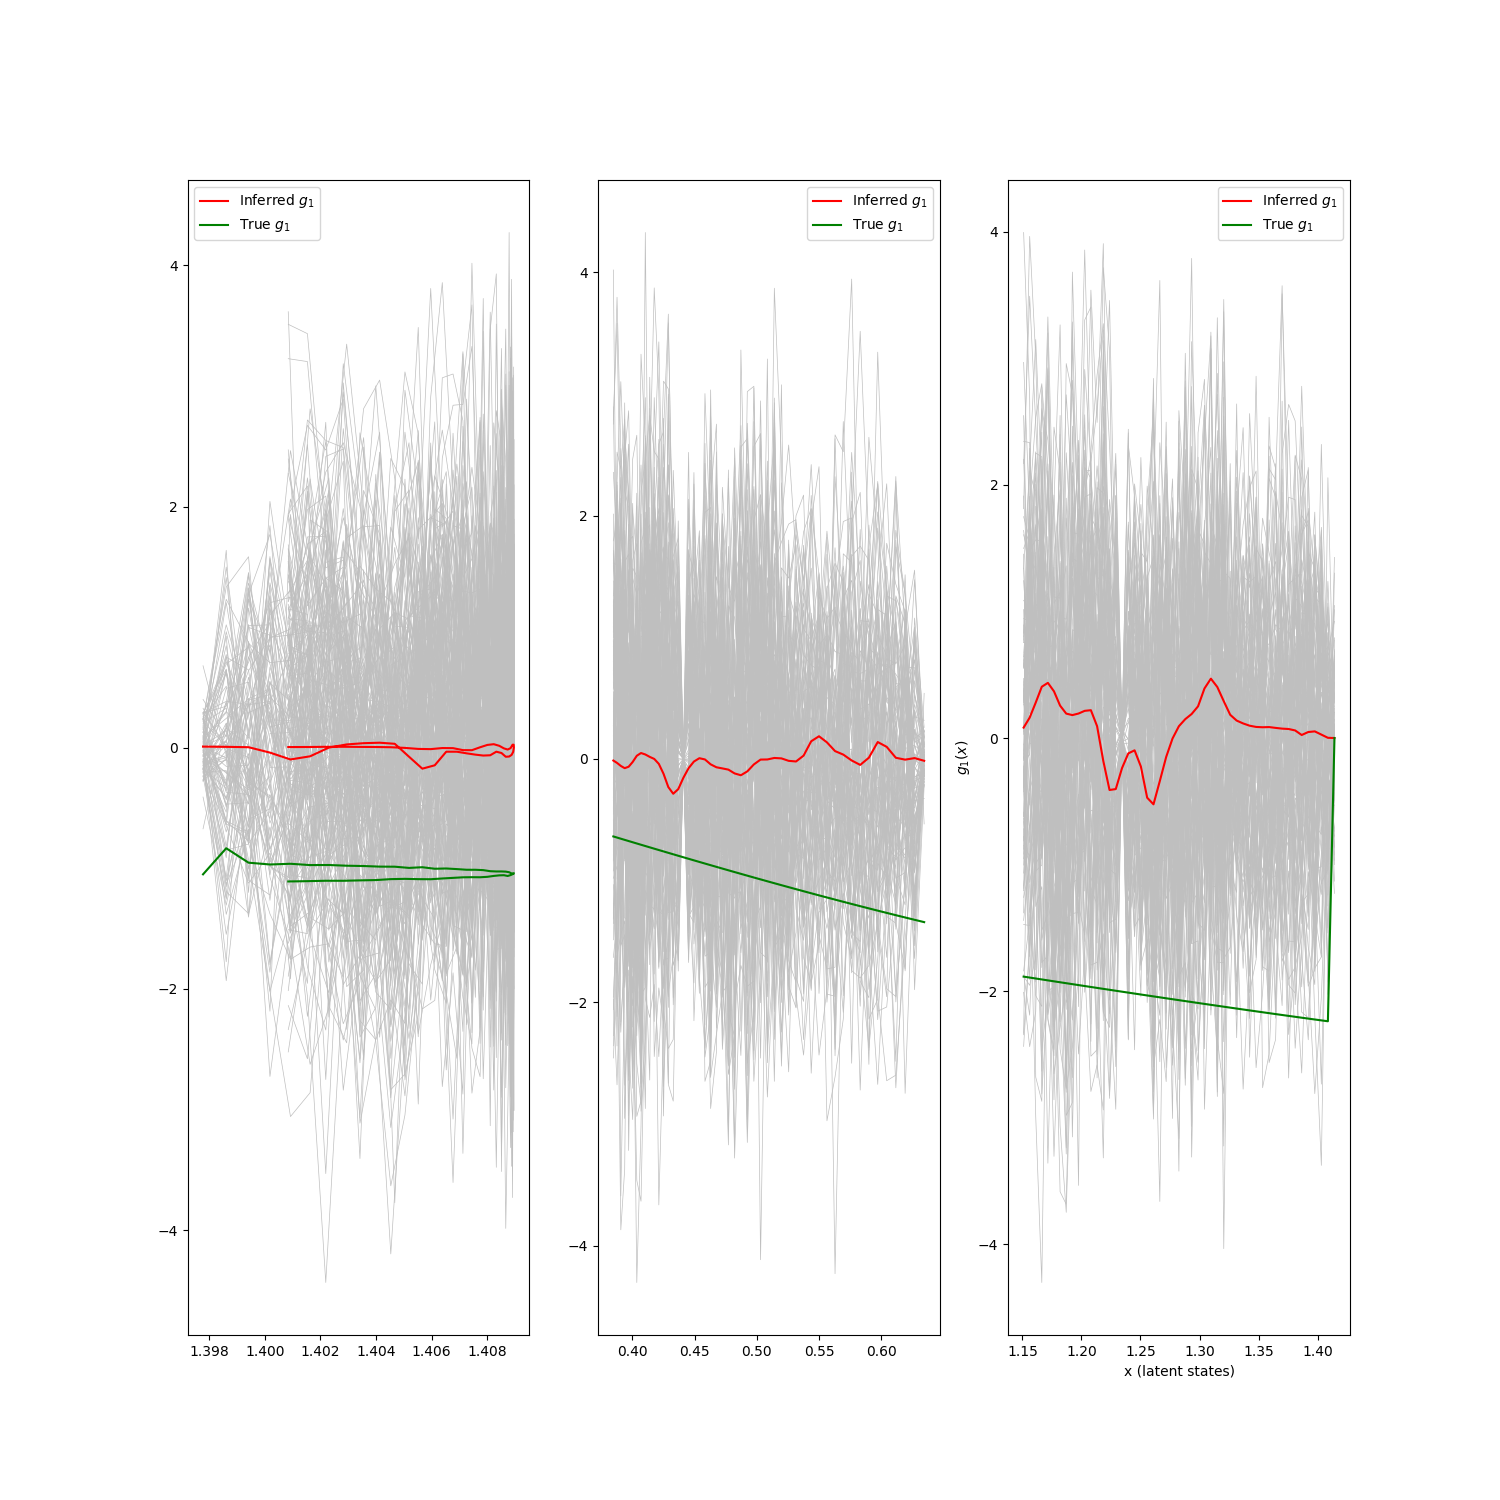 Inferred g₁
True g₁
4
2
0
−2
−4
1.398 1.400 1.402 1.404 1.406 1.408
Inferred g₁
True g₁
4
2
0
−2
−4
0.40 0.45 0.50 0.55 0.60
Inferred g₁
True g₁
g₁(x)
4
2
0
−2
−4
1.15 1.20 1.25 1.30 1.35 1.40
x (latent states)